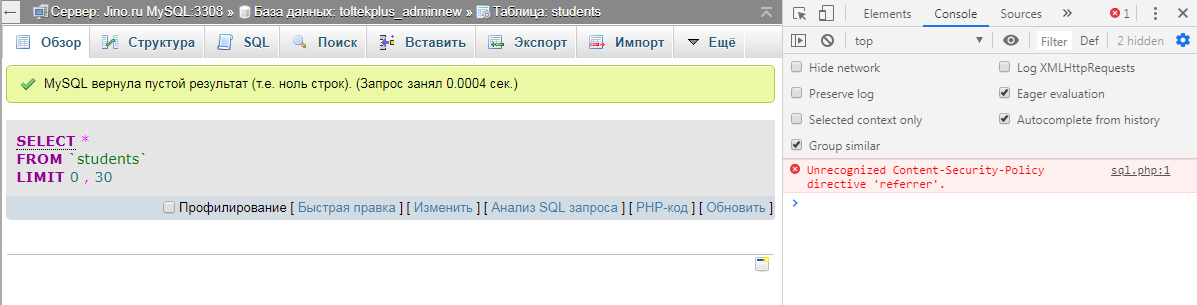 ← Сервер: Jino.ru MySQL:3308 » База данных: toltekplus_adminnew » Таблица: students
Обзор Структура SQL Поиск Вставить Экспорт Импорт Ещё
MySQL вернула пустой результат (т.е. ноль строк). (Запрос занял 0.0004 сек.)
SELECT *
FROM `students`
LIMIT 0 , 30
Профилирование [ Быстрая правка ] [ Изменить ] [ Анализ SQL запроса ] [ PHP-код ] [ Обновить ]
Elements Console Sources » 1
top Filter Def 2 hidden
Hide network Log XMLHttpRequests
Preserve log Eager evaluation
Selected context only Autocomplete from history
Group similar
Unrecognized Content-Security-Policy sql.php:1
directive 'referrer'.